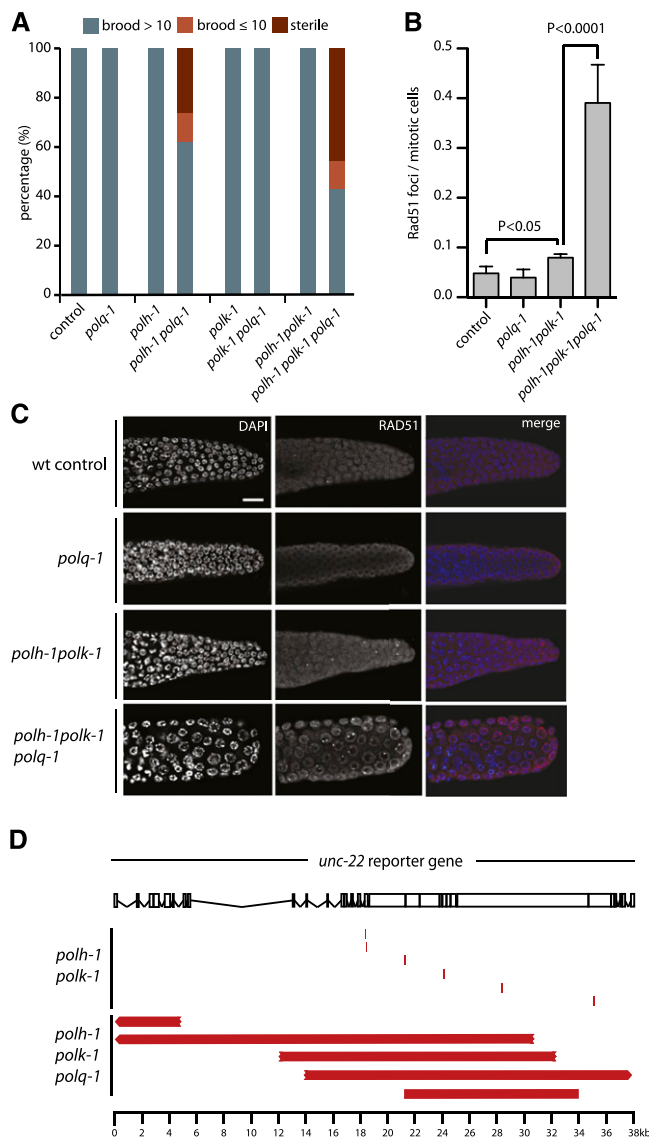 A
brood > 10
brood ≤ 10
sterile
percentage (%)
100
80
60
40
20
0
control
polq-1
polh-1
polh-1 polq-1
polk-1
polk-1 polq-1
polh-1polk-1
polh-1 polk-1 polq-1
B
P<0.0001
P<0.05
Rad51 foci / mitotic cells
0.5
0.4
0.3
0.2
0.1
0.0
control
polq-1
polh-1polk-1
polh-1polk-1polq-1
C
DAPI
RAD51
merge
wt control
polq-1
polh-1polk-1
polh-1polk-1
polq-1
D
unc-22 reporter gene
polh-1
polk-1
polh-1
polk-1
polq-1
0 2 4 6 8 10 12 14 16 18 20 22 24 26 28 30 32 34 36 38kb